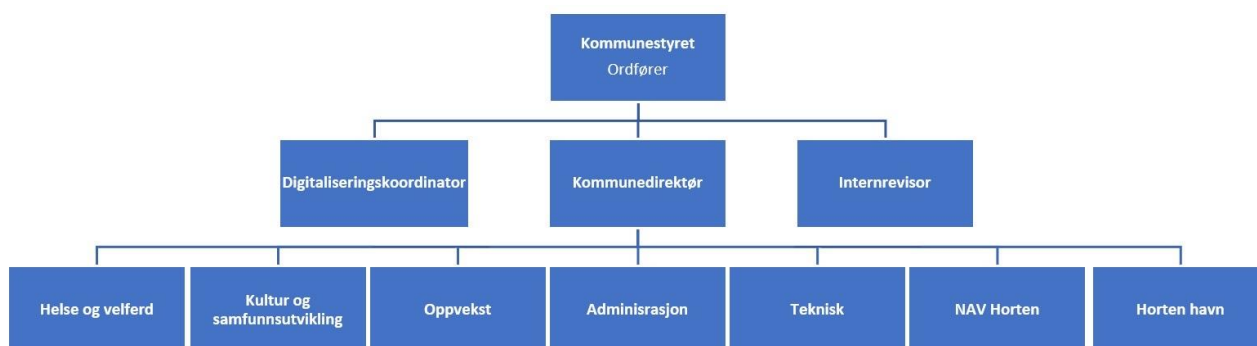 Kommunestyret
Ordfører
Digitaliseringskoordinator
Kommunedirektør
Internrevisor
Helse og velferd
Kultur og
samfunnsutvikling
Oppvekst
Adminisrasjon
Teknisk
NAV Horten
Horten havn